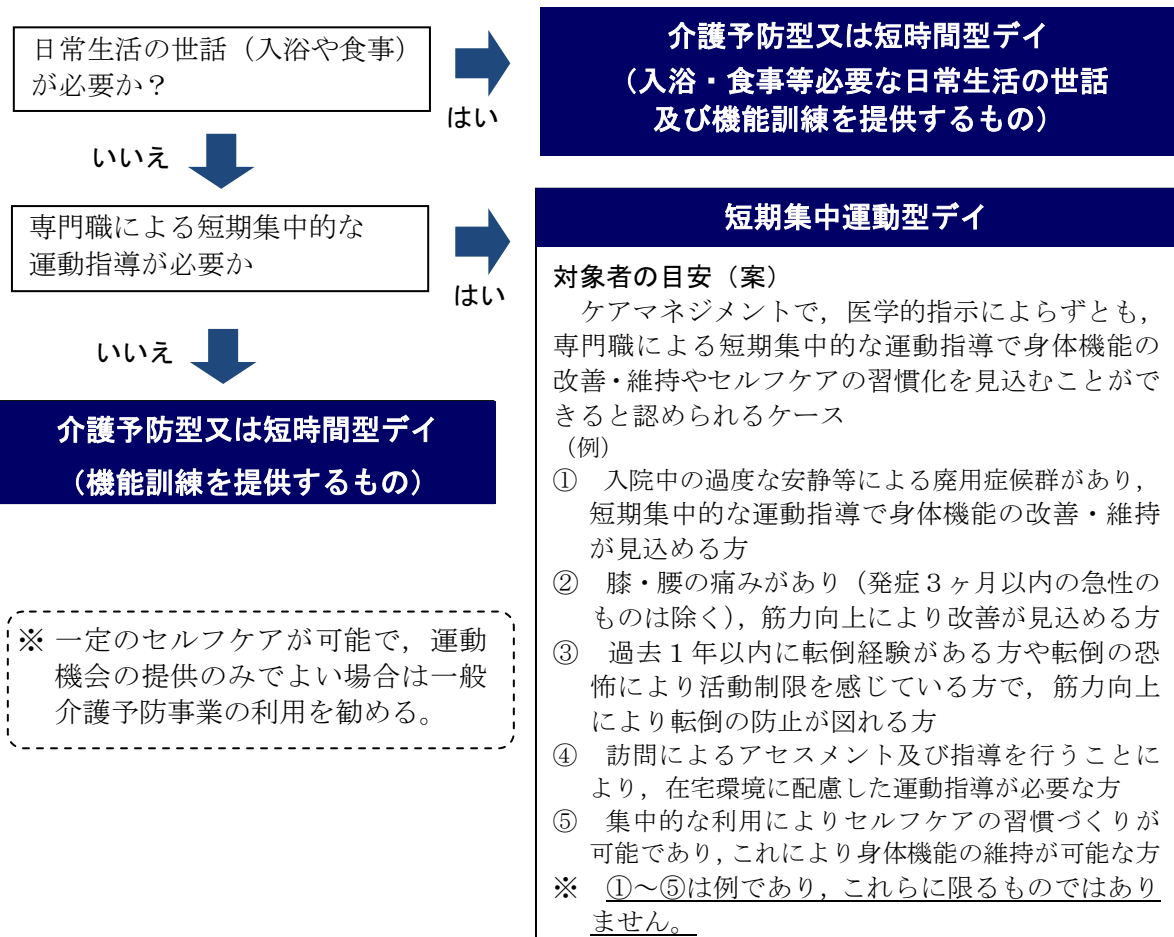 日常生活の世話（入浴や食事）
が必要か？
はい
介護予防型又は短時間型デイ
（入浴・食事等必要な日常生活の世話
及び機能訓練を提供するもの）
いいえ
専門職による短期集中的な
運動指導が必要か
はい
短期集中運動型デイ
対象者の目安（案）
ケアマネジメントで，医学的指示によらずとも，
専門職による短期集中的な運動指導で身体機能の
改善・維持やセルフケアの習慣化を見込むことがで
きると認められるケース
（例）
① 入院中の過度な安静等による廃用症候群があり，
短期集中的な運動指導で身体機能の改善・維持
が見込める方
② 膝・腰の痛みがあり（発症３ヶ月以内の急性の
ものは除く），筋力向上により改善が見込める方
③ 過去１年以内に転倒経験がある方や転倒の恐
怖により活動制限を感じている方で，筋力向上
により転倒の防止が図れる方
④ 訪問によるアセスメント及び指導を行うことに
より，在宅環境に配慮した運動指導が必要な方
⑤ 集中的な利用によりセルフケアの習慣づくりが
可能であり，これにより身体機能の維持が可能な方
※ ①～⑤は例であり，これらに限るものではあり
ません。
いいえ
介護予防型又は短時間型デイ
（機能訓練を提供するもの）
※ 一定のセルフケアが可能で，運動
機会の提供のみでよい場合は一般
介護予防事業の利用を勧める。